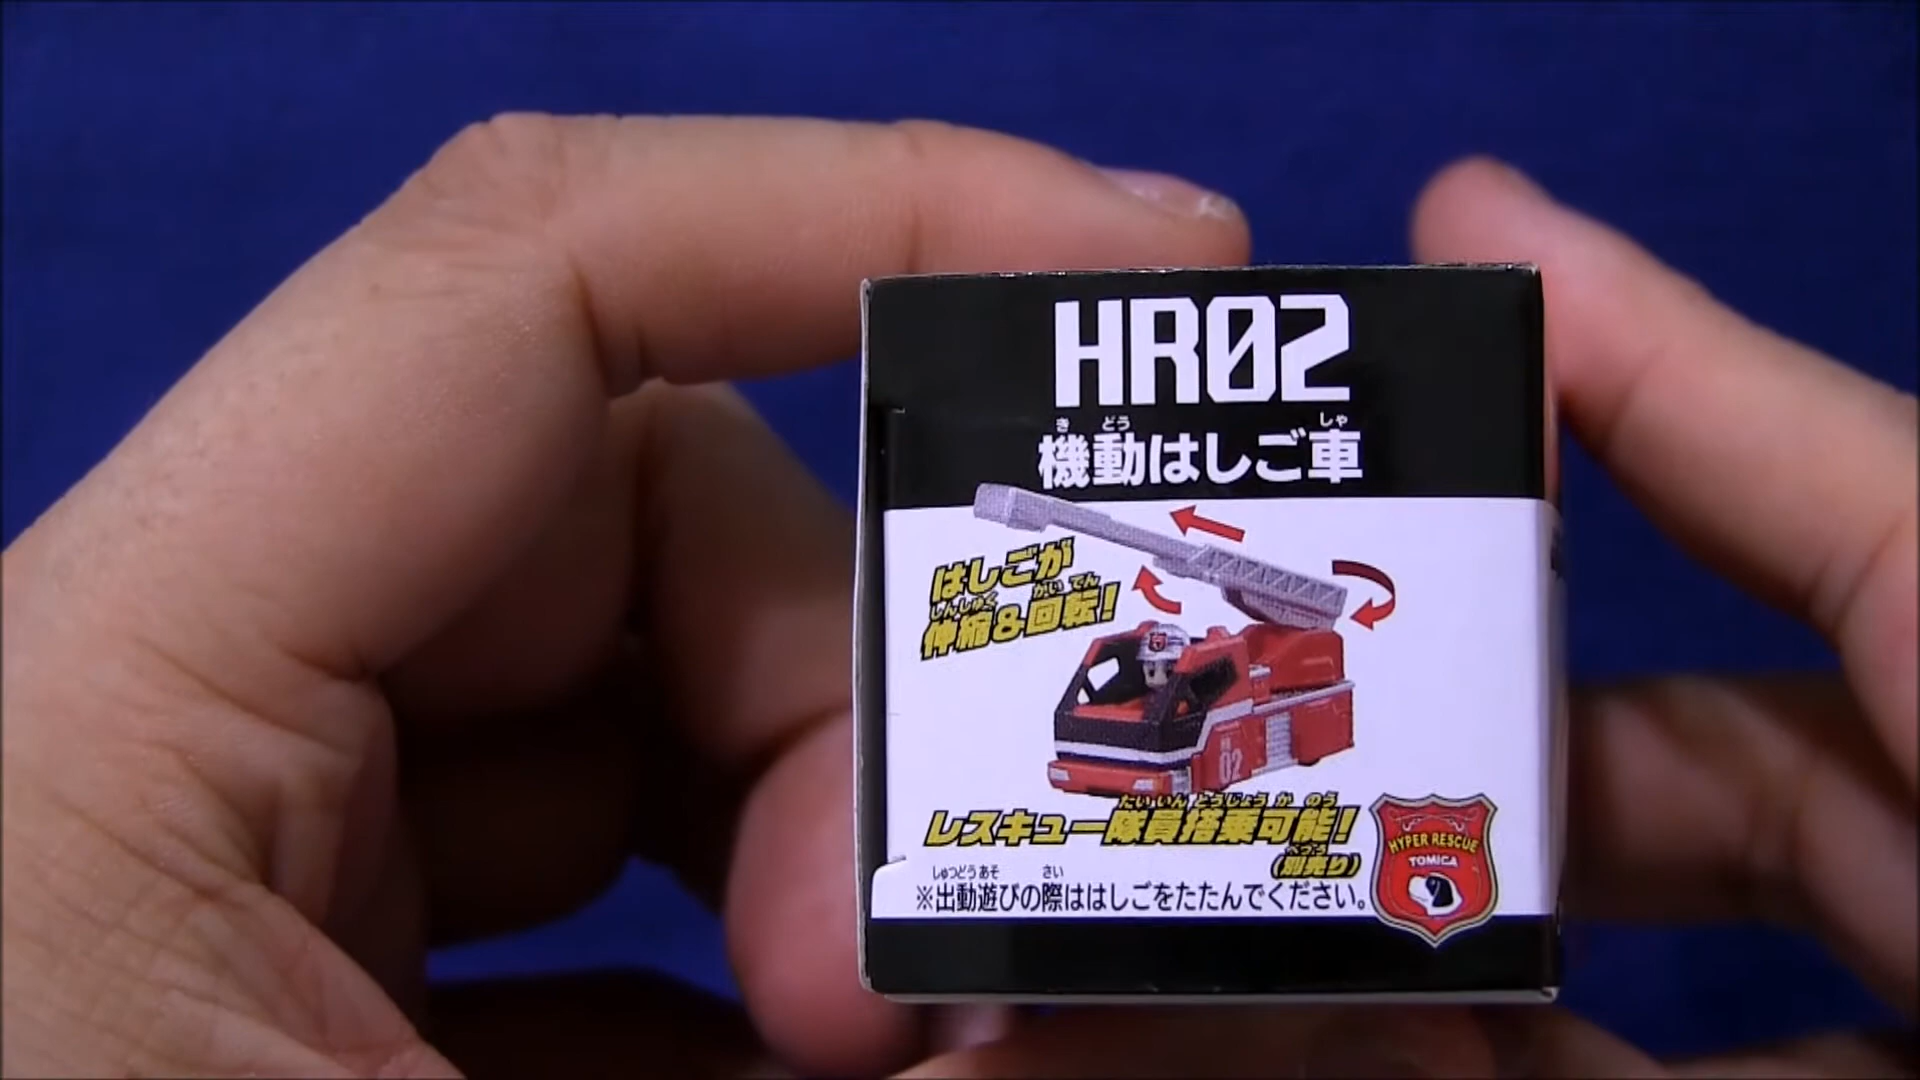 HR02
き どう しゃ
機動はしご車
はしごが
しんしゅく かいてん
伸縮&回転!
02
たいいん とうじょう か のう
レスキュー隊員搭乗可能!
べつう
(別売り)
しゅつどうあそ さい
※出動遊びの際ははしごをたたんでください。
HYPER RESCUE
TOMICA